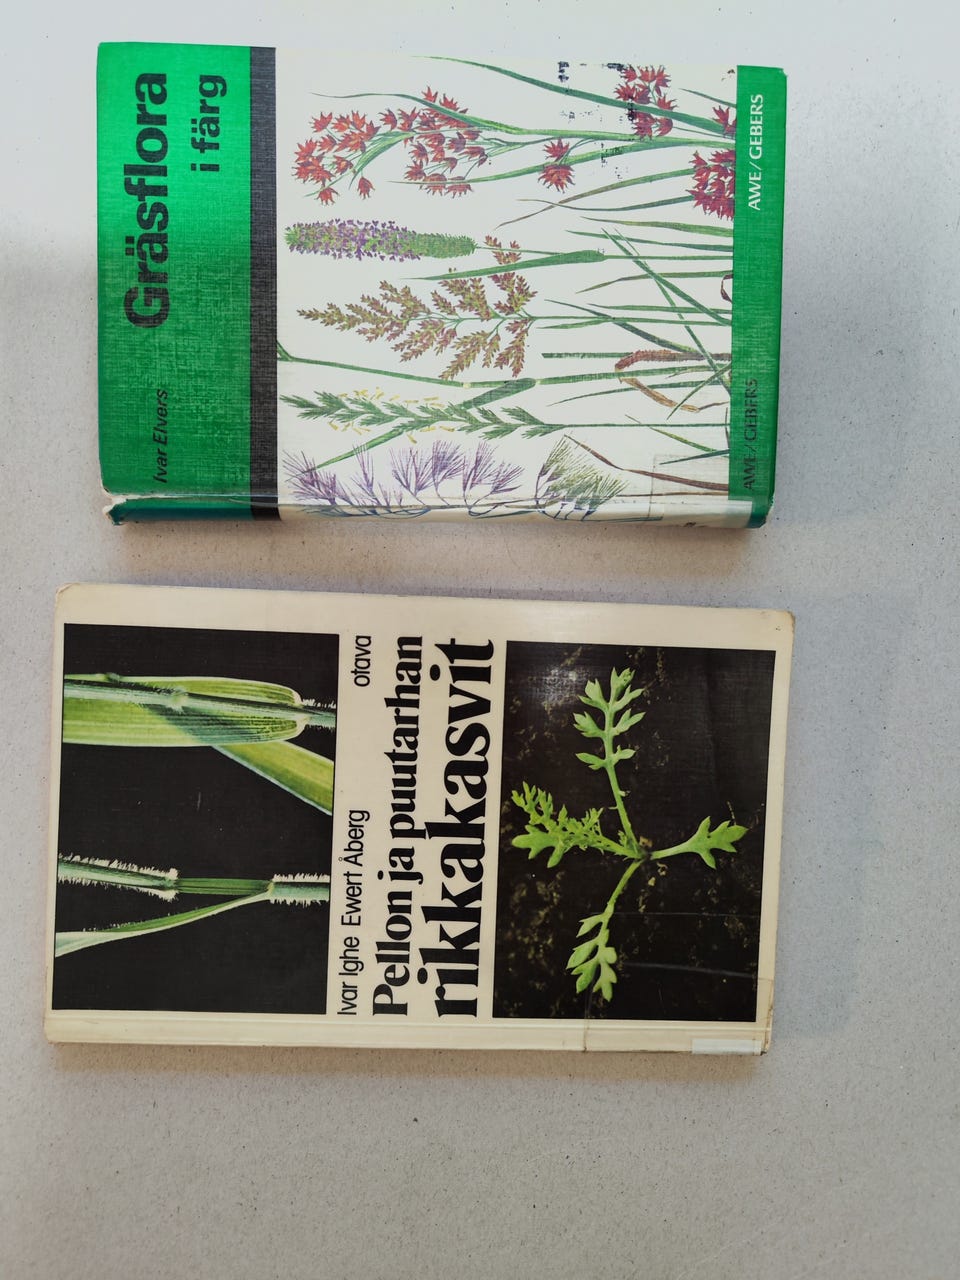 Ivar Elvers
Gräsflora
i färg
AWE/GEBERS
AWE/GEBERS
otava
Ivar Ighe Ewert Åberg
Pellon ja puutarhan
rikkakasvit